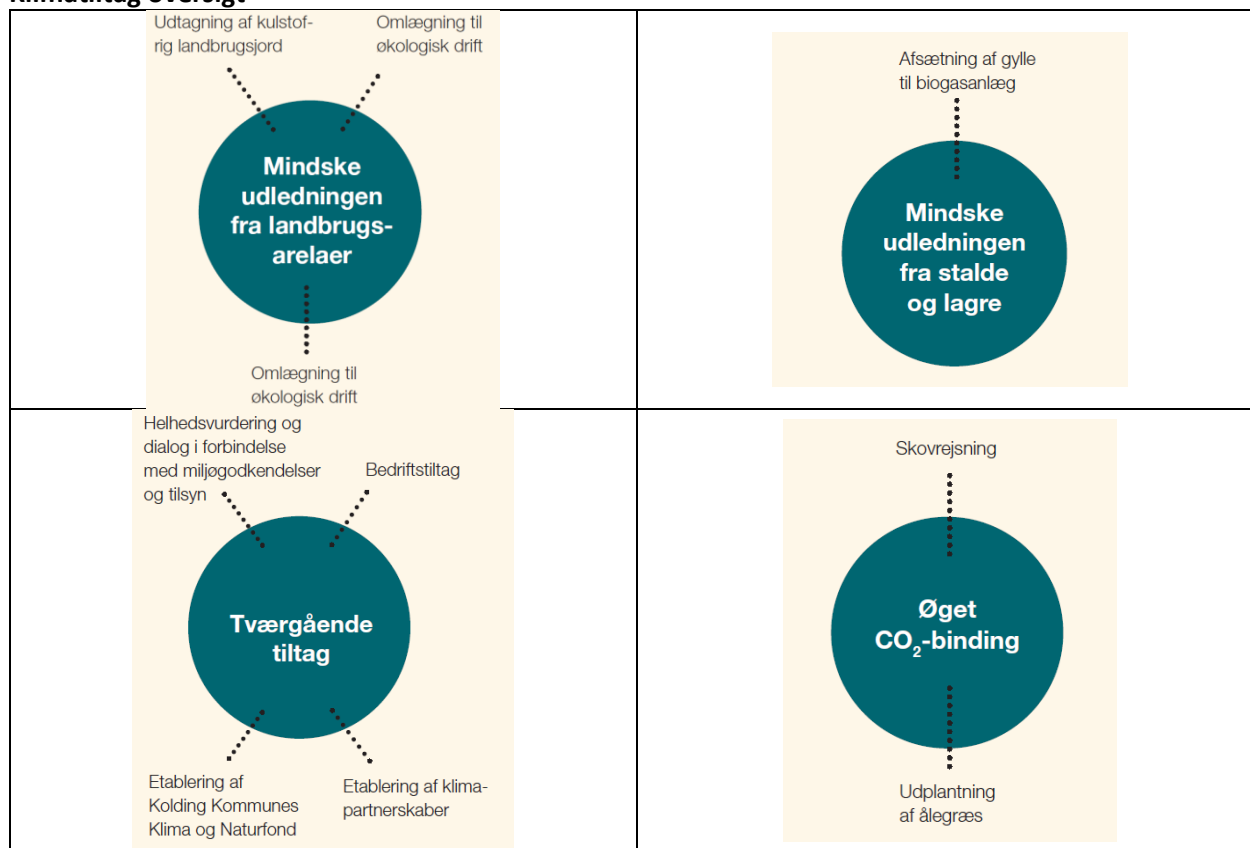 Klimatiltag oversigt
Udtagning af kulstof-
rig landbrugsjord
Omlægning til
økologisk drift
Mindske
udledningen
fra landbrugs-
arelaer
Omlægning til
økologisk drift
Afsætning af gylle
til biogasanlæg
Mindske
udledningen
fra stalde
og lagre
Helhedsvurdering og
dialog i forbindelse
med miljøgodkendelser
og tilsyn
Bedriftstiltag
Tværgående
tiltag
Etablering af
Kolding Kommunes
Klima og Naturfond
Etablering af klima-
partnerskaber
Skovrejsning
Øget
CO₂-binding
Udplantning
af ålegræs